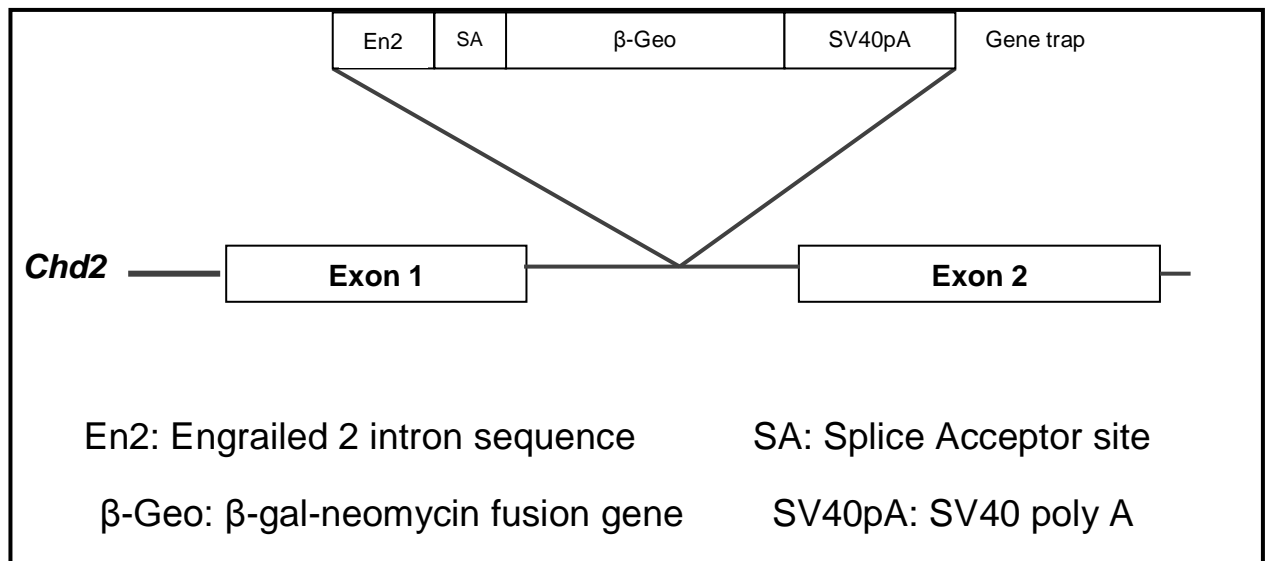 En2 SA β-Geo SV40pA Gene trap
Chd2 Exon 1 Exon 2
En2: Engrailed 2 intron sequence SA: Splice Acceptor site
β-Geo: β-gal-neomycin fusion gene SV40pA: SV40 poly A